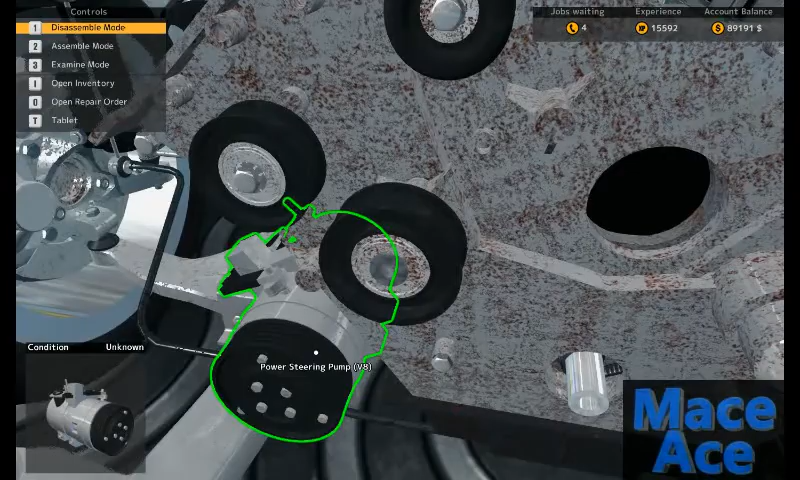 Controls
1 Disassemble Mode
2 Assemble Mode
3 Examine Mode
I Open Inventory
O Open Repair Order
T Tablet
Jobs waiting Experience Account Balance
4 15592 89191 $
Power Steering Pump (V8)
Condition Unknown
Mace
Ace